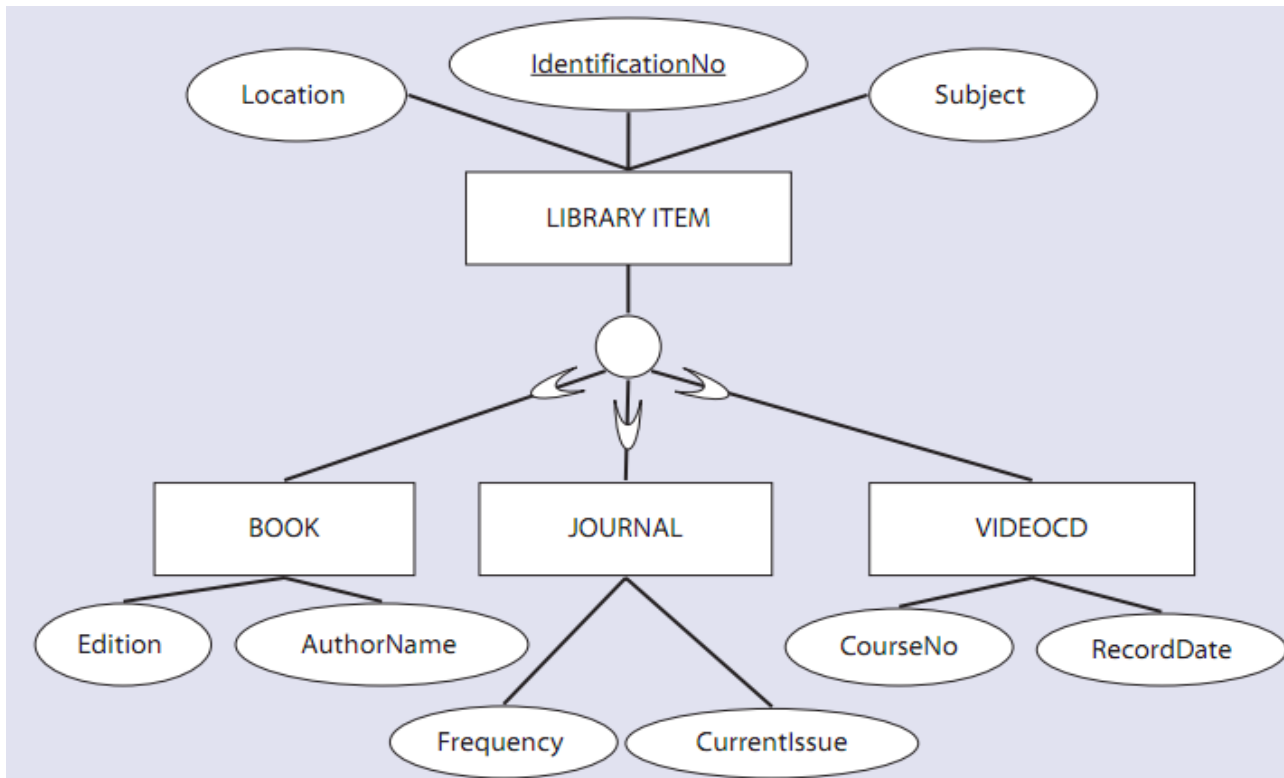 IdentificationNo
Location
Subject
LIBRARY ITEM
BOOK
JOURNAL
VIDEOCD
Edition
AuthorName
CourseNo
RecordDate
Frequency
CurrentIssue